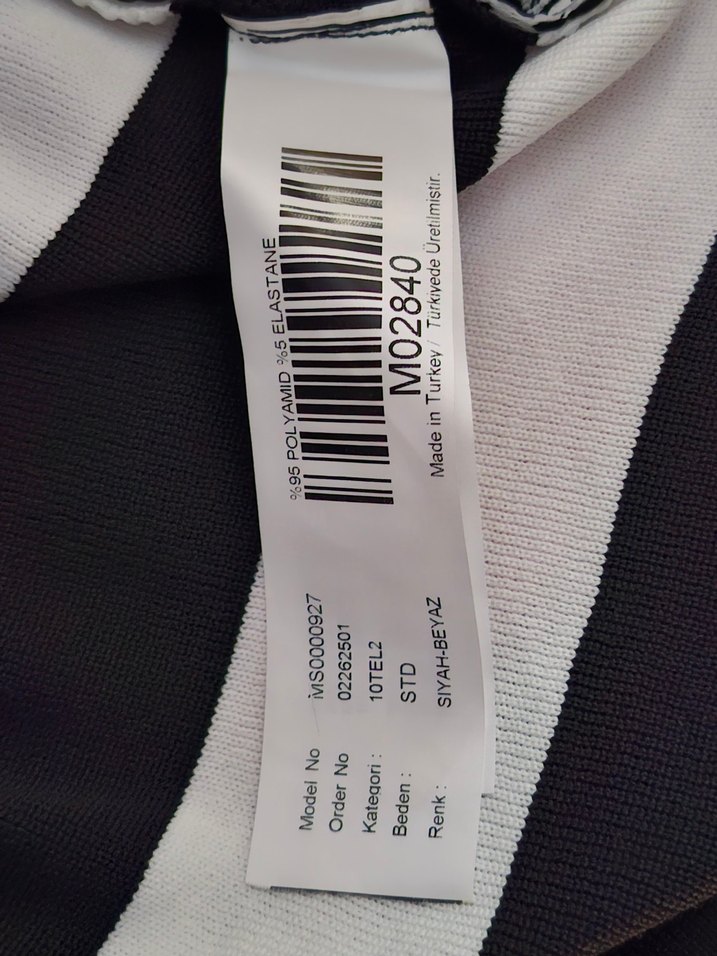 %95 POLYAMID %5 ELASTANE
M02840
Made in Turkey / Türkiyede Üretilmiştir.
Model No MS0000927
Order No 02262501
Kategori : 10TEL2
Beden : STD
Renk : SIYAH-BEYAZ